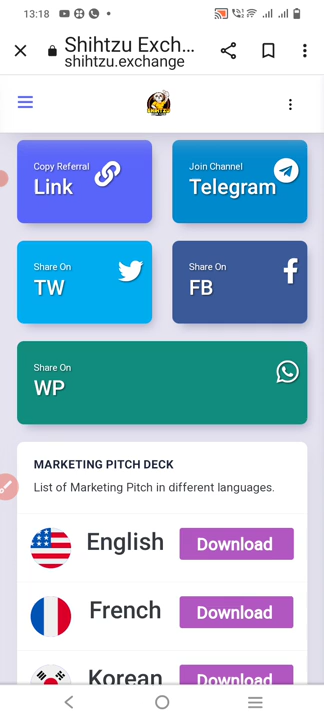 13:18
Shihtzu Exch...
shihtzu.exchange
Copy Referral
Link
Join Channel
Telegram
Share On
TW
Share On
FB
Share On
WP
MARKETING PITCH DECK
List of Marketing Pitch in different languages.
English
Download
French
Download
Korean
Download